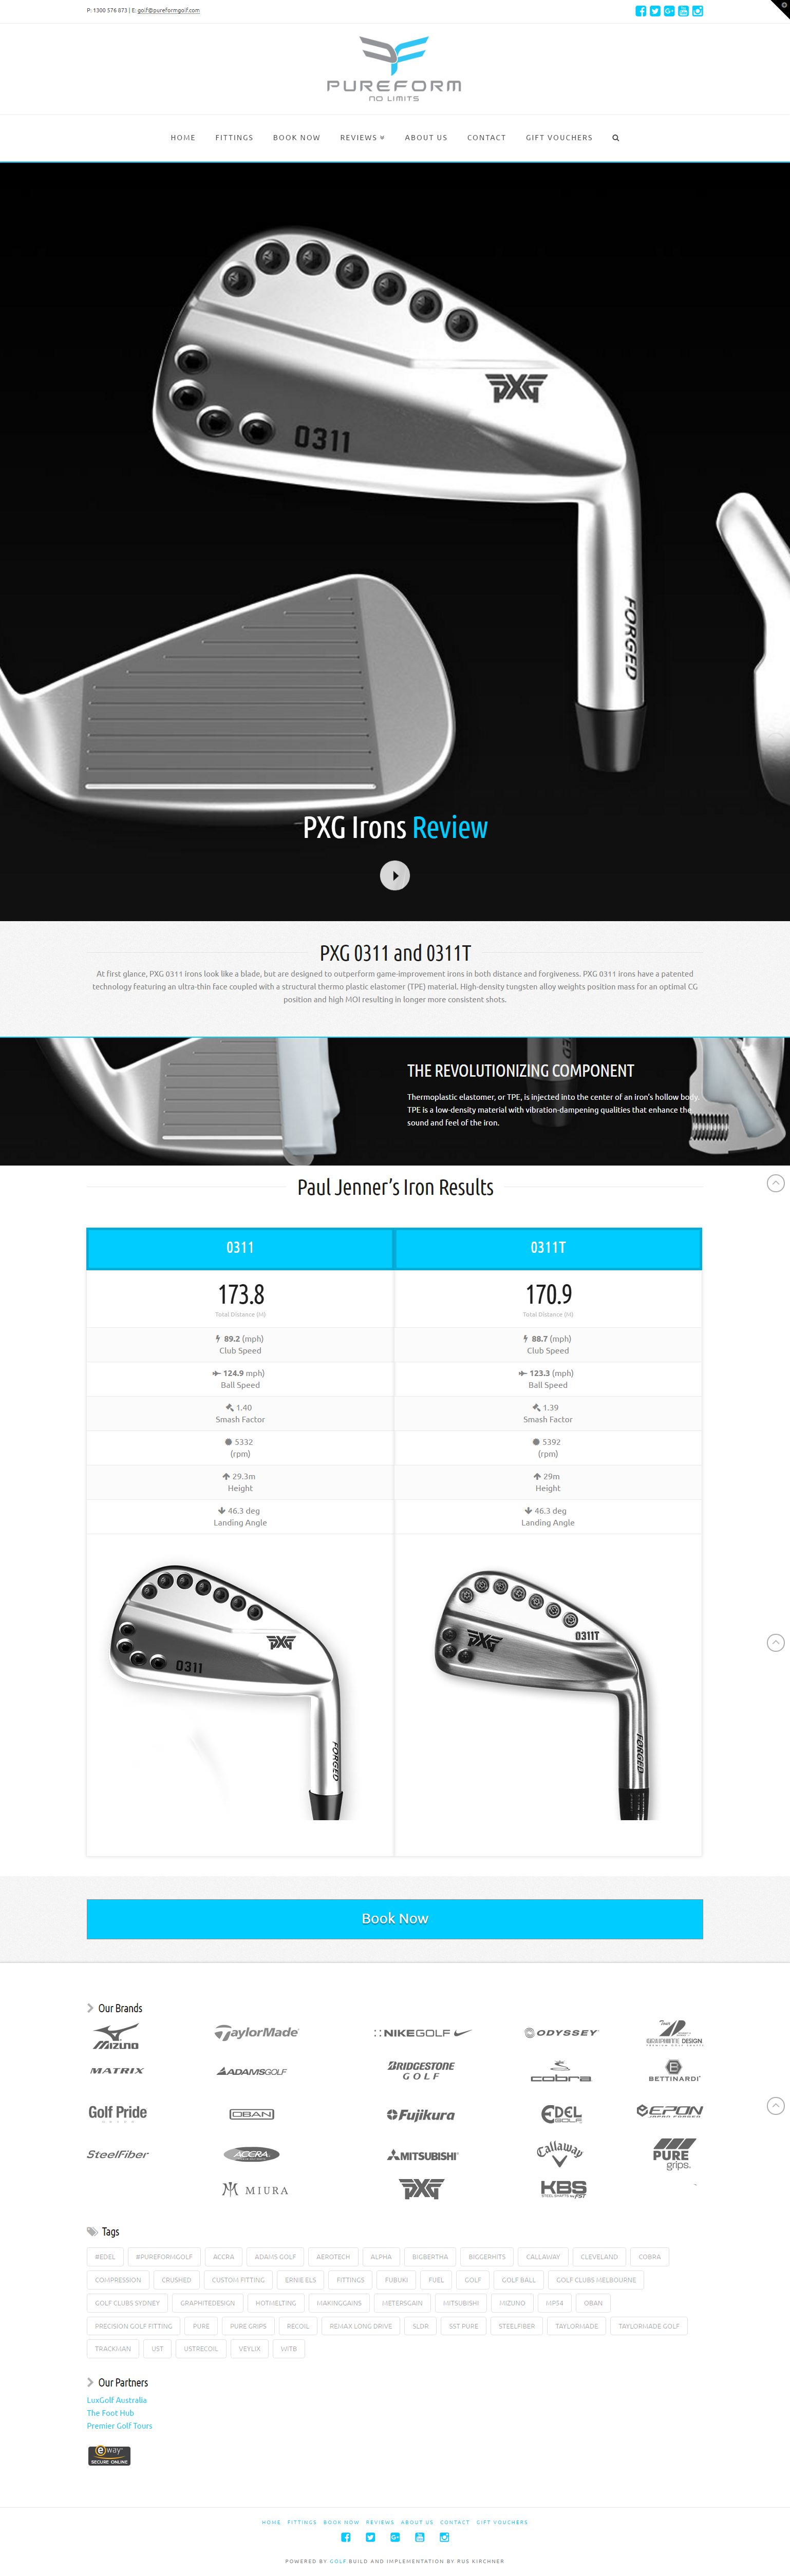 P: 1300 576 873 | E: golf@pureformgolf.com
PUREFORM
NO LIMITS
HOME FITTINGS BOOK NOW REVIEWS ABOUT US CONTACT GIFT VOUCHERS
PXG
0311
FORGED
PXG Irons Review
PXG 0311 and 0311T
At first glance, PXG 0311 irons look like a blade, but are designed to outperform game-improvement irons in both distance and forgiveness. PXG 0311 irons have a patented
technology featuring an ultra-thin face coupled with a structural thermo plastic elastomer (TPE) material. High-density tungsten alloy weights position mass for an optimal CG
position and high MOI resulting in longer more consistent shots.
THE REVOLUTIONIZING COMPONENT
Thermoplastic elastomer, or TPE, is injected into the center of an iron's hollow body.
TPE is a low-density material with vibration-dampening qualities that enhance the
sound and feel of the iron.
Paul Jenner's Iron Results
0311 0311T
173.8 170.9
Total Distance (M) Total Distance (M)
89.2 (mph) 88.7 (mph)
Club Speed Club Speed
124.9 mph) 123.3 (mph)
Ball Speed Ball Speed
1.40 1.39
Smash Factor Smash Factor
5332 5392
(rpm) (rpm)
29.3m 29m
Height Height
46.3 deg 46.3 deg
Landing Angle Landing Angle
PXG 0311 FORGED
PXG 0311T FORGED
Book Now
Our Brands
MIZUNO TaylorMade NIKEGOLF ODYSSEY GRAPHITE DESIGN
MATRIX ADAMSGOLF BRIDGESTONE GOLF cobra BETTINARDI
Golf Pride OBAN Fujikura EDEL GOLF EPON
SteelFiber ACCRA MITSUBISHI Callaway PURE grips
MIURA PXG KBS
Tags
#EDEL #PUREFORMGOLF ACCRA ADAMS GOLF AEROTECH ALPHA BIGBERTHA BIGGERHITS CALLAWAY CLEVELAND COBRA
COMPRESSION CRUSHED CUSTOM FITTING ERNIE ELS FITTINGS FUBUKI FUEL GOLF GOLF BALL GOLF CLUBS MELBOURNE
GOLF CLUBS SYDNEY GRAPHITEDESIGN HOTMELTING MAKINGGAINS METERSGAIN MITSUBISHI MIZUNO MP54 OBAN
PRECISION GOLF FITTING PURE PURE GRIPS RECOIL REMAX LONG DRIVE SLDR SST PURE STEELFIBER TAYLORMADE TAYLORMADE GOLF
TRACKMAN UST USTRECOIL VEYLIX WITB
Our Partners
LuxGolf Australia
The Foot Hub
Premier Golf Tours
eway
SECURE ONLINE
HOME FITTINGS BOOK NOW REVIEWS ABOUT US CONTACT GIFT VOUCHERS
POWERED BY GOLF BUILD AND IMPLEMENTATION BY RUS KIRCHNER